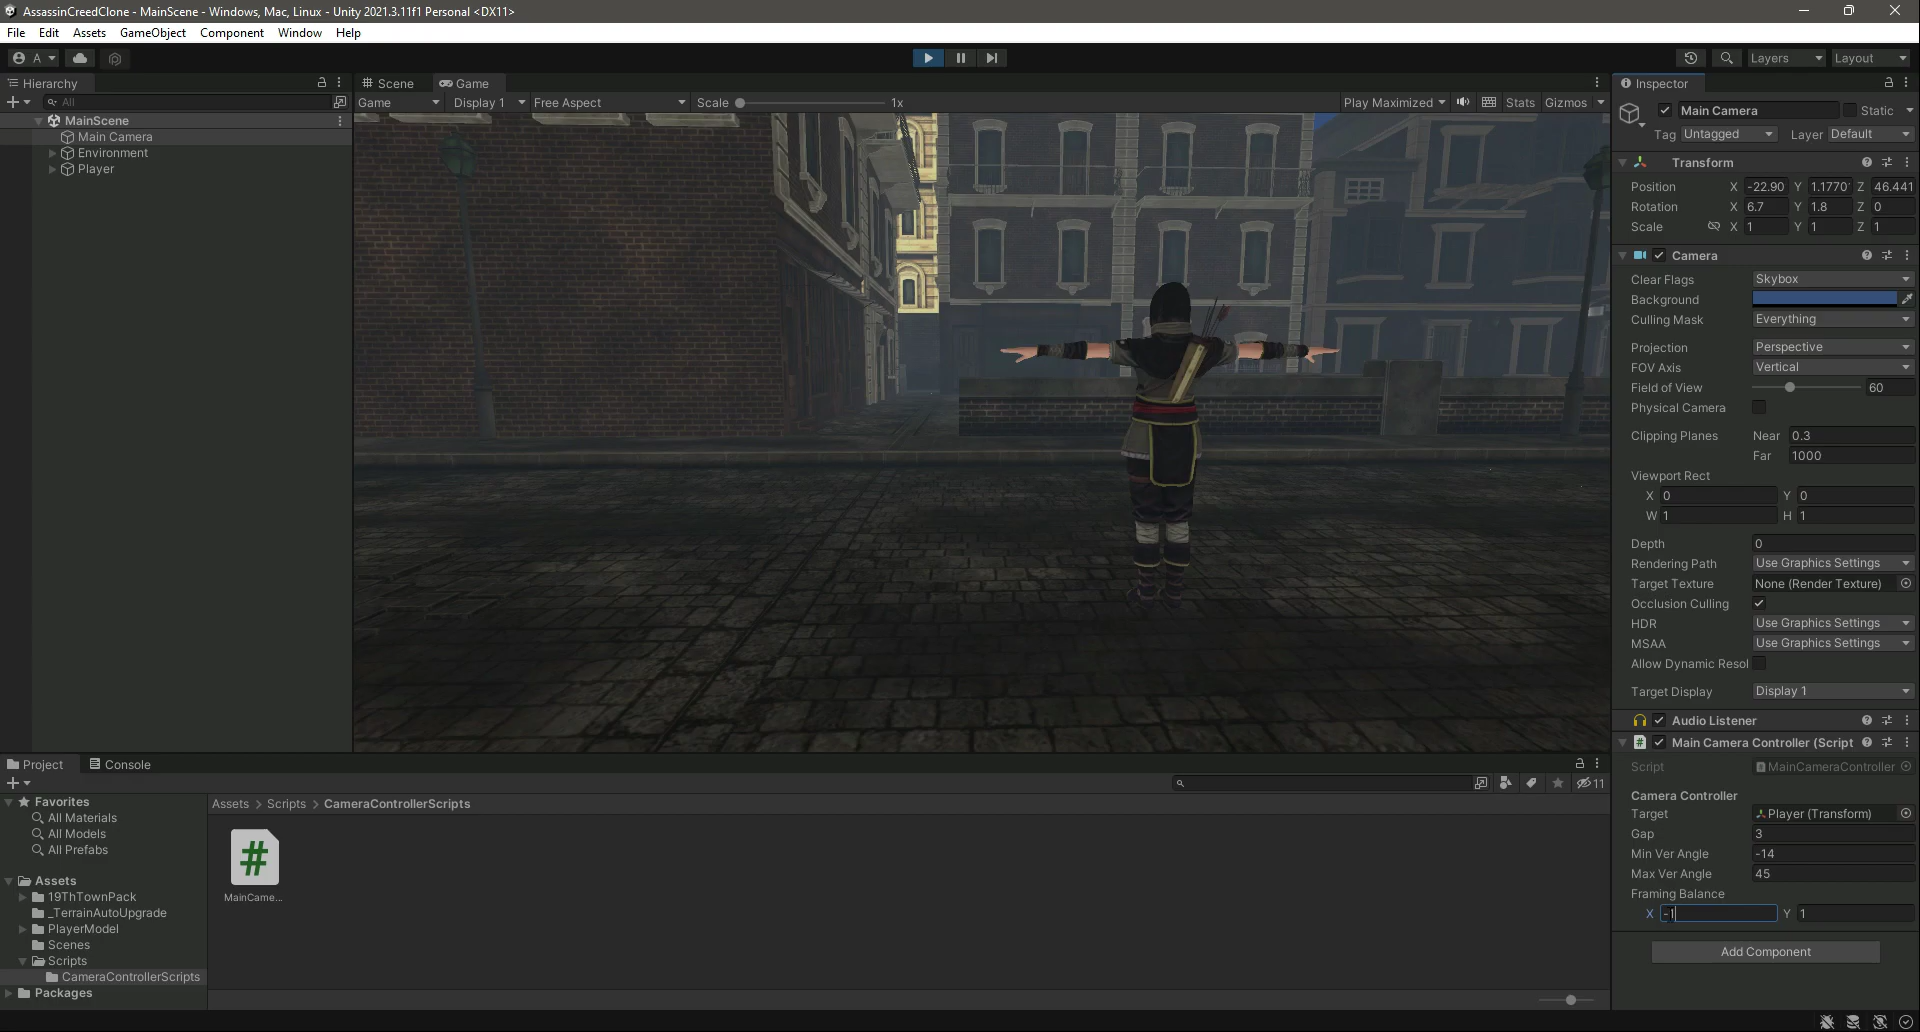 AssassinCreedClone - MainScene - Windows, Mac, Linux - Unity 2021.3.11f1 Personal <DX11>
File Edit Assets GameObject Component Window Help
A Layers Layout
Hierarchy Scene Game Inspector
All Game Display 1 Free Aspect Scale 1x Play Maximized Stats Gizmos
MainScene
Main Camera
Environment
Player
Main Camera Static
Tag Untagged Layer Default
Transform
Position X -22.90 Y 1.1770 Z 46.441
Rotation X 6.7 Y 1.8 Z 0
Scale X 1 Y 1 Z 1
Camera
Clear Flags Skybox
Background
Culling Mask Everything
Projection Perspective
FOV Axis Vertical
Field of View 60
Physical Camera
Clipping Planes Near 0.3
Far 1000
Viewport Rect
X 0 Y 0
W 1 H 1
Depth 0
Rendering Path Use Graphics Settings
Target Texture None (Render Texture)
Occlusion Culling
HDR Use Graphics Settings
MSAA Use Graphics Settings
Allow Dynamic Resol
Target Display Display 1
Audio Listener
Main Camera Controller (Script
Script MainCameraController
Camera Controller
Target Player (Transform)
Gap 3
Min Ver Angle -14
Max Ver Angle 45
Framing Balance
X -1 Y 1
Add Component
Project Console
11
Favorites
All Materials
All Models
All Prefabs
Assets
19ThTownPack
_TerrainAutoUpgrade
PlayerModel
Scenes
Scripts
CameraControllerScripts
Packages
Assets > Scripts > CameraControllerScripts
#
MainCame...